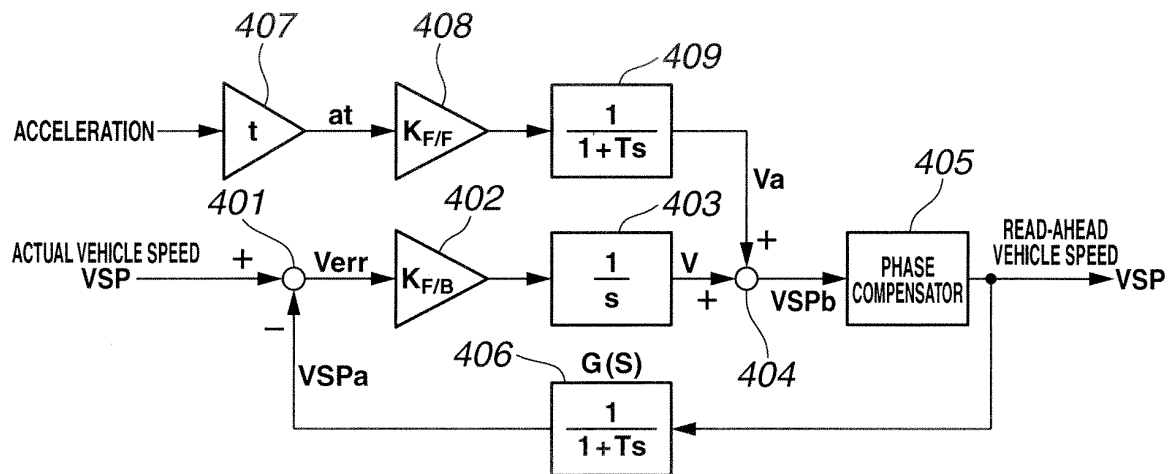 407
408
409
ACCELERATION
t
at
K_F/F
1
1+Ts
Va
401
402
403
405
ACTUAL VEHICLE SPEED
VSP
+
−
Verr
K_F/B
1
s
V
+
+
VSPb
404
PHASE
COMPENSATOR
READ-AHEAD
VEHICLE SPEED
VSP
VSPa
406
G(S)
1
1+Ts